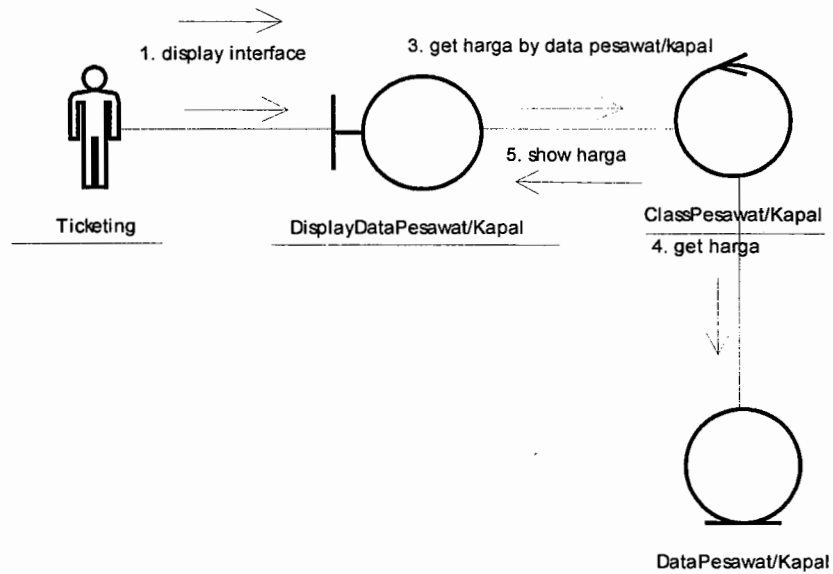 1. display interface
3. get harga by data pesawat/kapal
5. show harga
Ticketing
DisplayDataPesawat/Kapal
ClassPesawat/Kapal
4. get harga
DataPesawat/Kapal